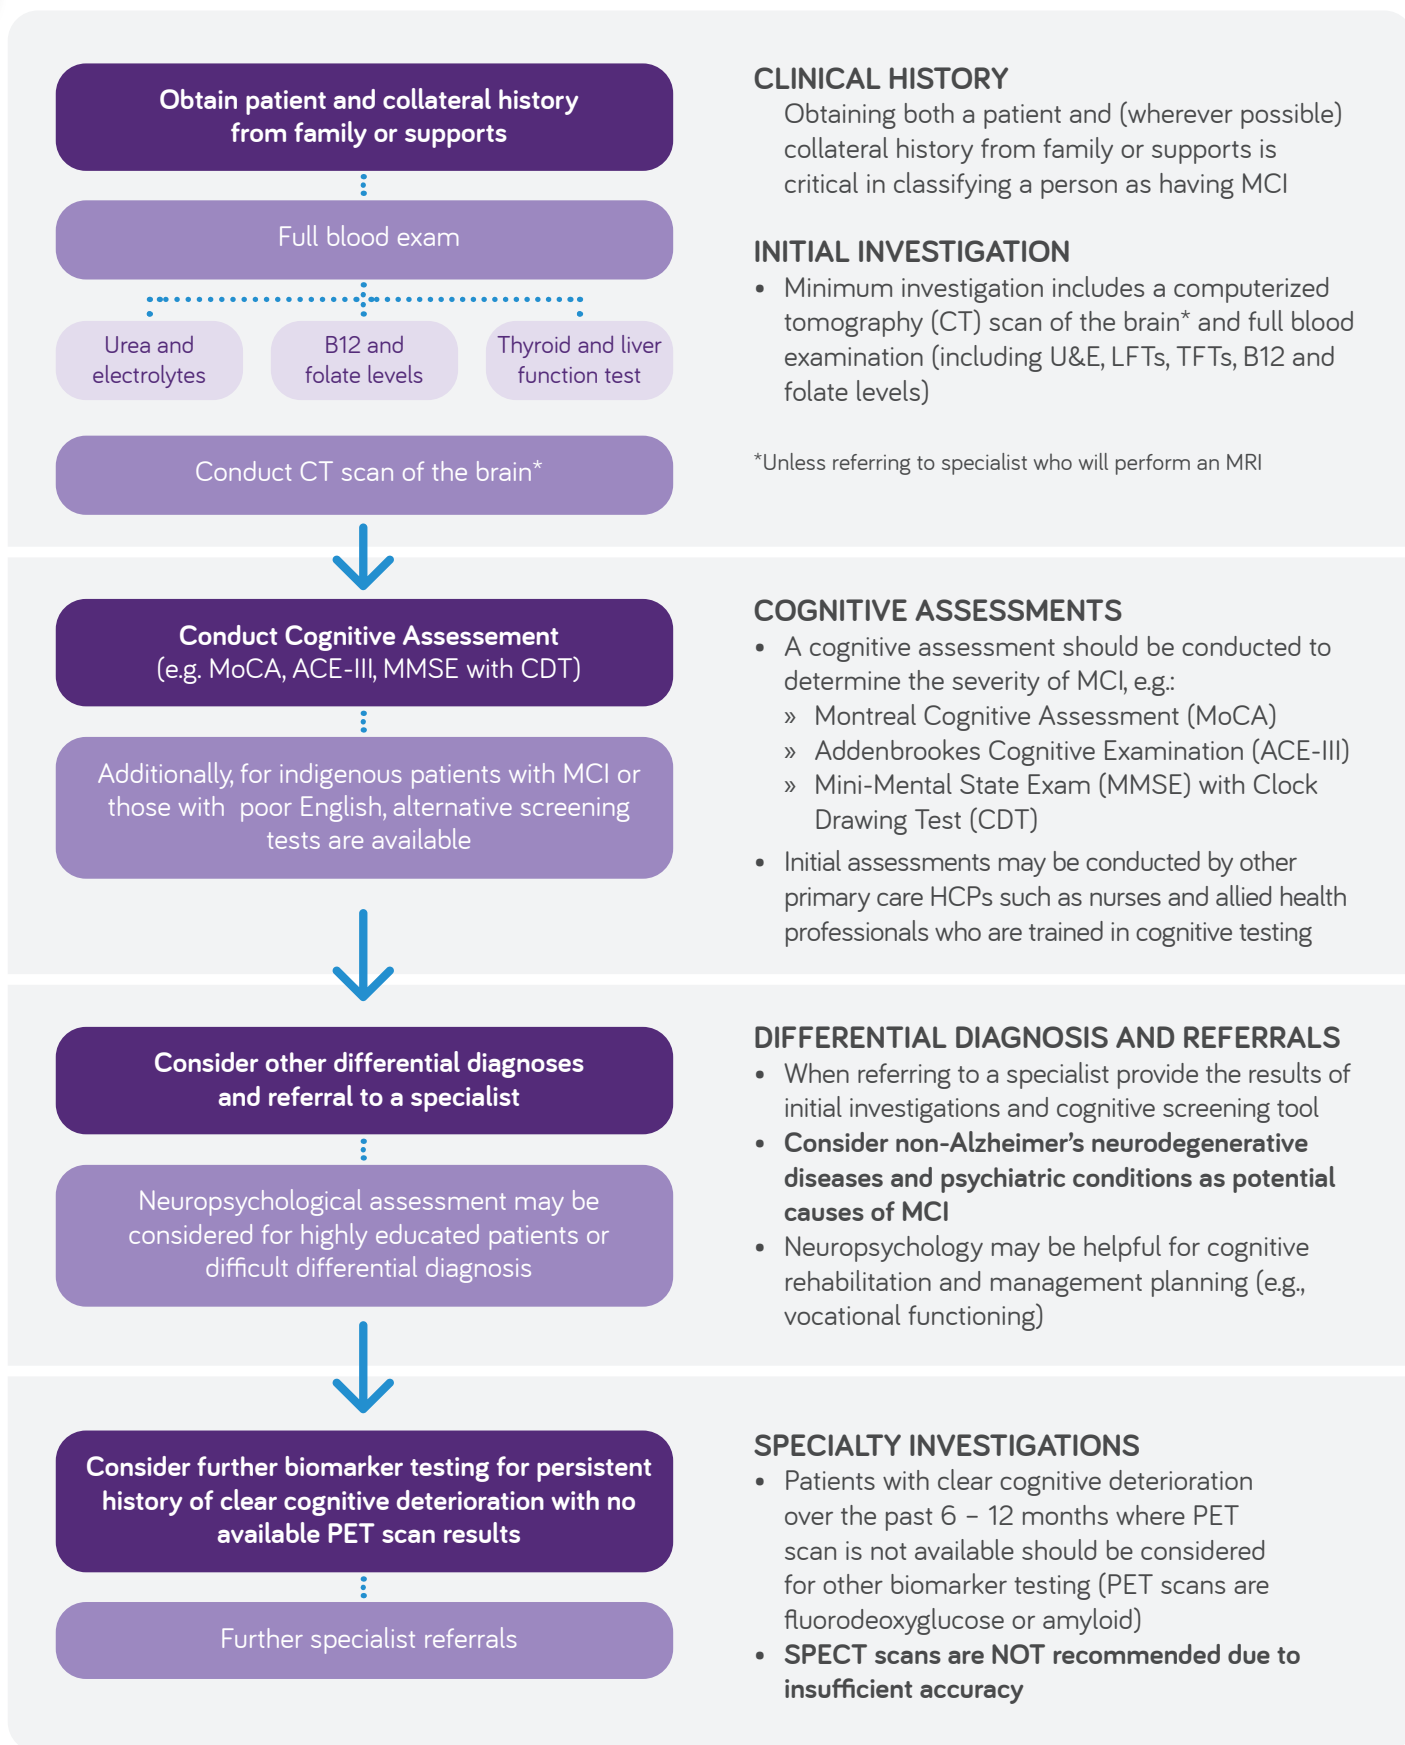 Obtain patient and collateral history
from family or supports
Full blood exam
Urea and
electrolytes
B12 and
folate levels
Thyroid and liver
function test
Conduct CT scan of the brain*
CLINICAL HISTORY
Obtaining both a patient and (wherever possible)
collateral history from family or supports is
critical in classifying a person as having MCI
INITIAL INVESTIGATION
• Minimum investigation includes a computerized
tomography (CT) scan of the brain* and full blood
examination (including U&E, LFTs, TFTs, B12 and
folate levels)
*Unless referring to specialist who will perform an MRI
Conduct Cognitive Assessement
(e.g. MoCA, ACE-III, MMSE with CDT)
Additionally, for indigenous patients with MCI or
those with poor English, alternative screening
tests are available
COGNITIVE ASSESSMENTS
• A cognitive assessment should be conducted to
determine the severity of MCI, e.g.:
» Montreal Cognitive Assessment (MoCA)
» Addenbrookes Cognitive Examination (ACE-III)
» Mini-Mental State Exam (MMSE) with Clock
Drawing Test (CDT)
• Initial assessments may be conducted by other
primary care HCPs such as nurses and allied health
professionals who are trained in cognitive testing
Consider other differential diagnoses
and referral to a specialist
Neuropsychological assessment may be
considered for highly educated patients or
difficult differential diagnosis
DIFFERENTIAL DIAGNOSIS AND REFERRALS
• When referring to a specialist provide the results of
initial investigations and cognitive screening tool
• Consider non-Alzheimer's neurodegenerative
diseases and psychiatric conditions as potential
causes of MCI
• Neuropsychology may be helpful for cognitive
rehabilitation and management planning (e.g.,
vocational functioning)
Consider further biomarker testing for persistent
history of clear cognitive deterioration with no
available PET scan results
Further specialist referrals
SPECIALTY INVESTIGATIONS
• Patients with clear cognitive deterioration
over the past 6 – 12 months where PET
scan is not available should be considered
for other biomarker testing (PET scans are
fluorodeoxyglucose or amyloid)
• SPECT scans are NOT recommended due to
insufficient accuracy